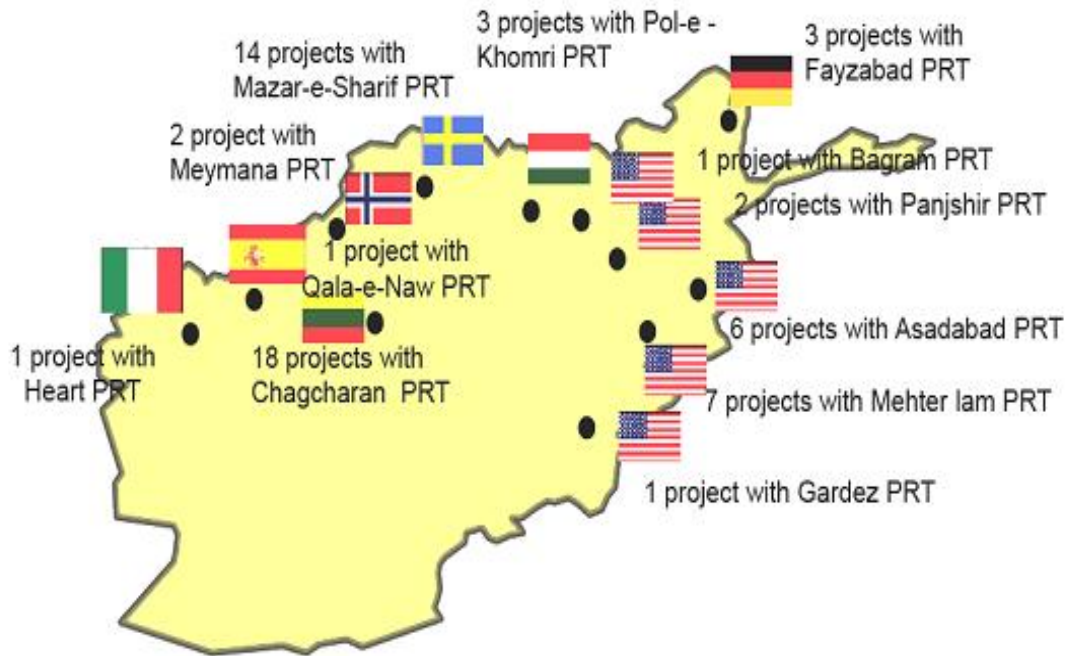 3 projects with Pol-e -
Khomri PRT
3 projects with
Fayzabad PRT
14 projects with
Mazar-e-Sharif PRT
2 project with
Meymana PRT
1 project with Bagram PRT
2 projects with Panjshir PRT
1 project with
Qala-e-Naw PRT
6 projects with Asadabad PRT
1 project with
Heart PRT
18 projects with
Chagcharan PRT
7 projects with Mehter lam PRT
1 project with Gardez PRT